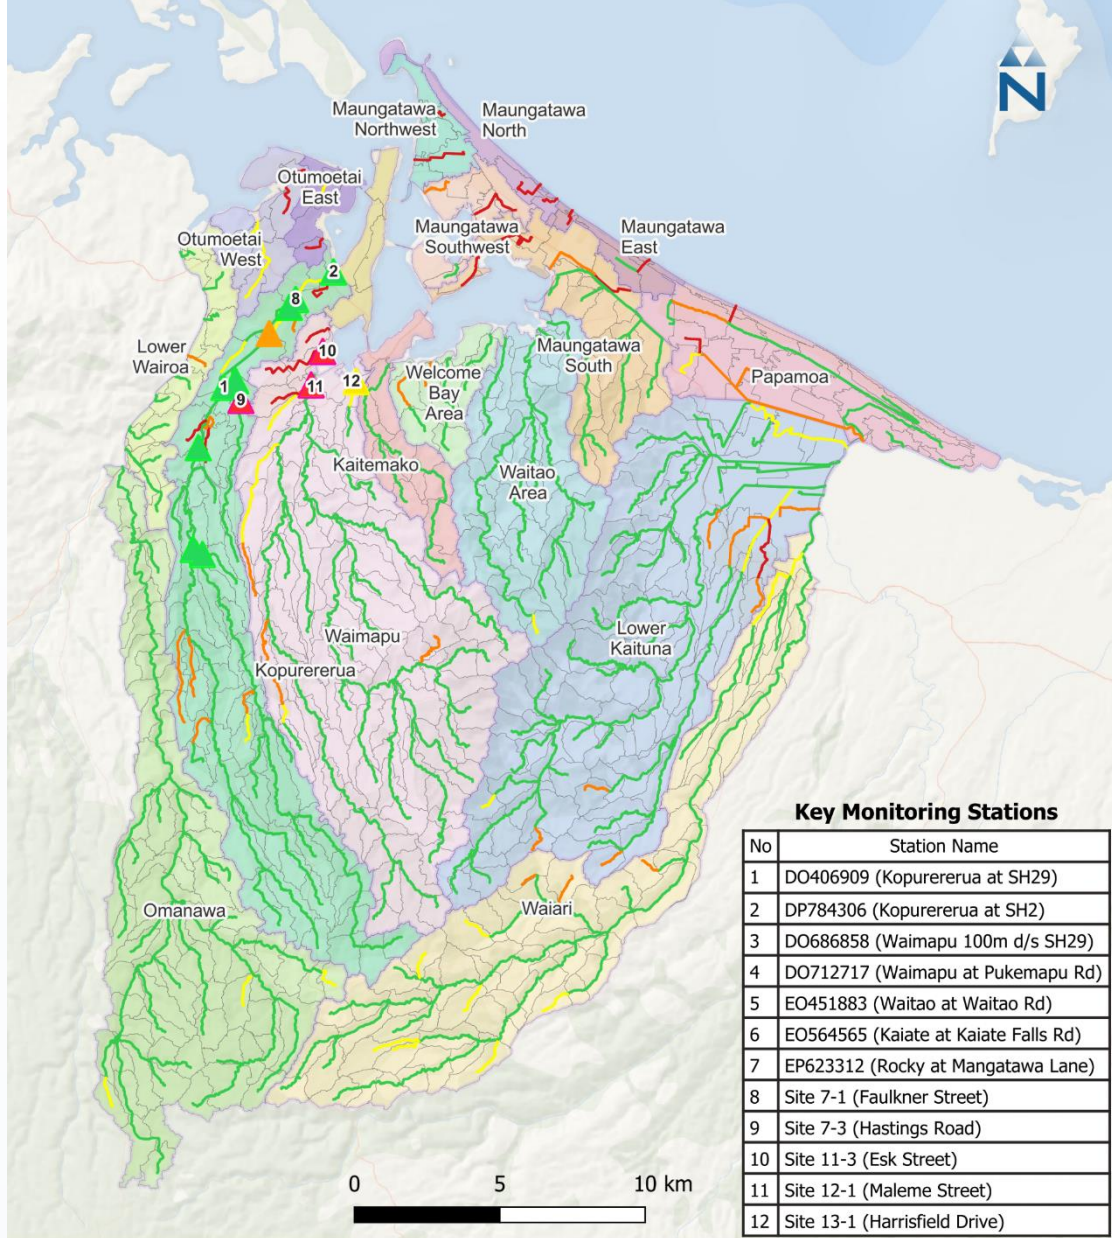 N
Maungatawa
Northwest
Maungatawa
North
Otumoetai
East
Otumoetai
West
Maungatawa
Southwest
Maungatawa
East
2
8
Lower
Wairoa
10
Maungatawa
South
1
9
11
12
Welcome
Bay
Area
Papamoa
Kaitemako
Waitao
Area
Waimapu
Lower
Kaituna
Kopurererua
Omanawa
Waiari
0 5 10 km
Key Monitoring Stations
No Station Name
1 DO406909 (Kopurererua at SH29)
2 DP784306 (Kopurererua at SH2)
3 DO686858 (Waimapu 100m d/s SH29)
4 DO712717 (Waimapu at Pukemapu Rd)
5 EO451883 (Waitao at Waitao Rd)
6 EO564565 (Kaiate at Kaiate Falls Rd)
7 EP623312 (Rocky at Mangatawa Lane)
8 Site 7-1 (Faulkner Street)
9 Site 7-3 (Hastings Road)
10 Site 11-3 (Esk Street)
11 Site 12-1 (Maleme Street)
12 Site 13-1 (Harrisfield Drive)